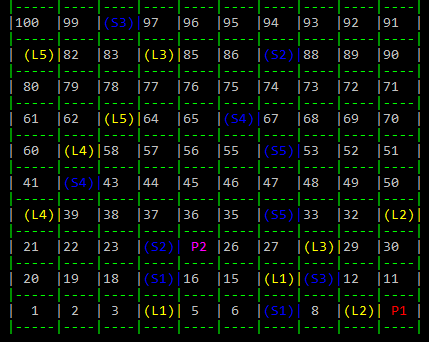 100 99 (S3) 97 96 95 94 93 92 91
(L5) 82 83 (L3) 85 86 (S2) 88 89 90
80 79 78 77 76 75 74 73 72 71
61 62 (L5) 64 65 (S4) 67 68 69 70
60 (L4) 58 57 56 55 (S5) 53 52 51
41 (S4) 43 44 45 46 47 48 49 50
(L4) 39 38 37 36 35 (S5) 33 32 (L2)
21 22 23 (S2) P2 26 27 (L3) 29 30
20 19 18 (S1) 16 15 (L1) (S3) 12 11
1 2 3 (L1) 5 6 (S1) 8 (L2) P1